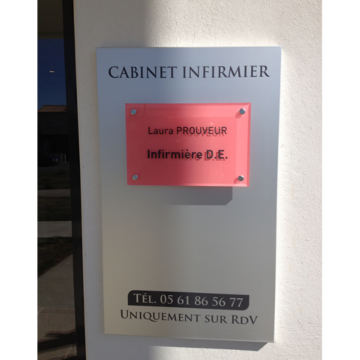 CABINET INFIRMIER
Laura PROUVEUR
Infirmière D.E.
TÉL. 05 61 86 56 77
UNIQUEMENT SUR RDV